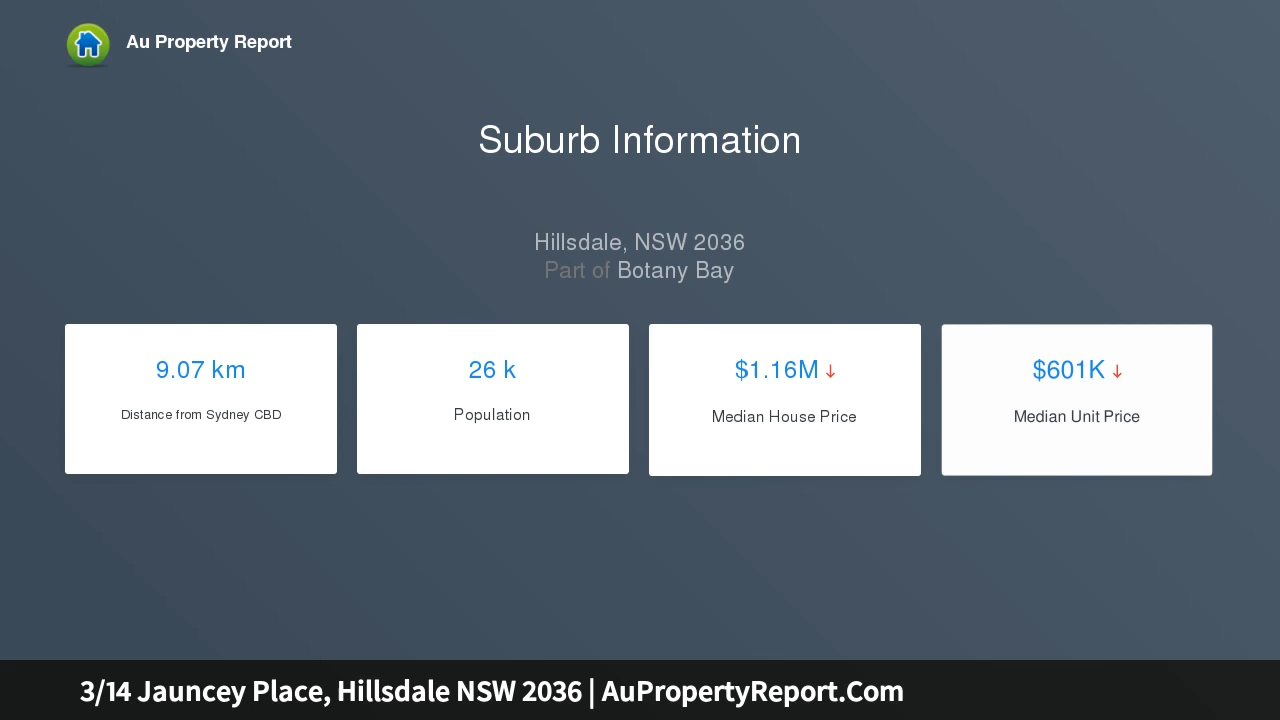 Au Property Report
Suburb Information
Hillsdale, NSW 2036
Part of Botany Bay
9.07 km
Distance from Sydney CBD
26 k
Population
$1.16M ↓
Median House Price
$601K ↓
Median Unit Price
3/14 Jauncey Place, Hillsdale NSW 2036 | AuPropertyReport.Com